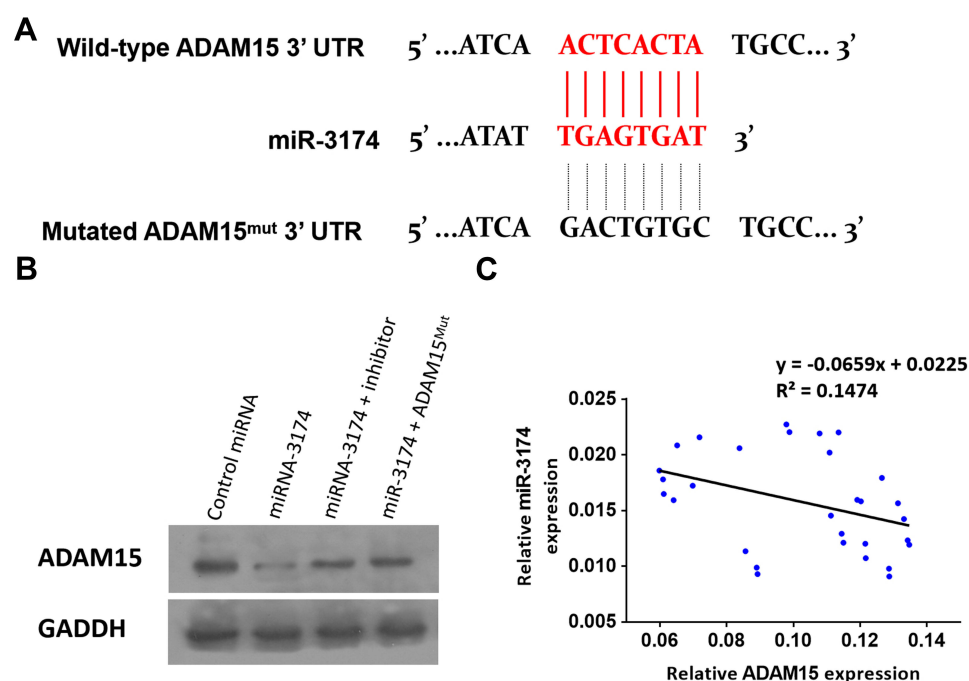 A
Wild-type ADAM15 3' UTR 5' ...ATCA ACTCACTA TGCC... 3'
miR-3174 5' ...ATAT TGAGTGAT 3'
Mutated ADAM15mut 3' UTR 5' ...ATCA GACTGTGC TGCC... 3'
B
Control miRNA
miRNA-3174
miRNA-3174 + inhibitor
miR-3174 + ADAM15Mut
ADAM15
GADDH
C
y = -0.0659x + 0.0225
R² = 0.1474
Relative miR-3174
expression
0.025
0.020
0.015
0.010
0.005
0.06 0.08 0.10 0.12 0.14
Relative ADAM15 expression